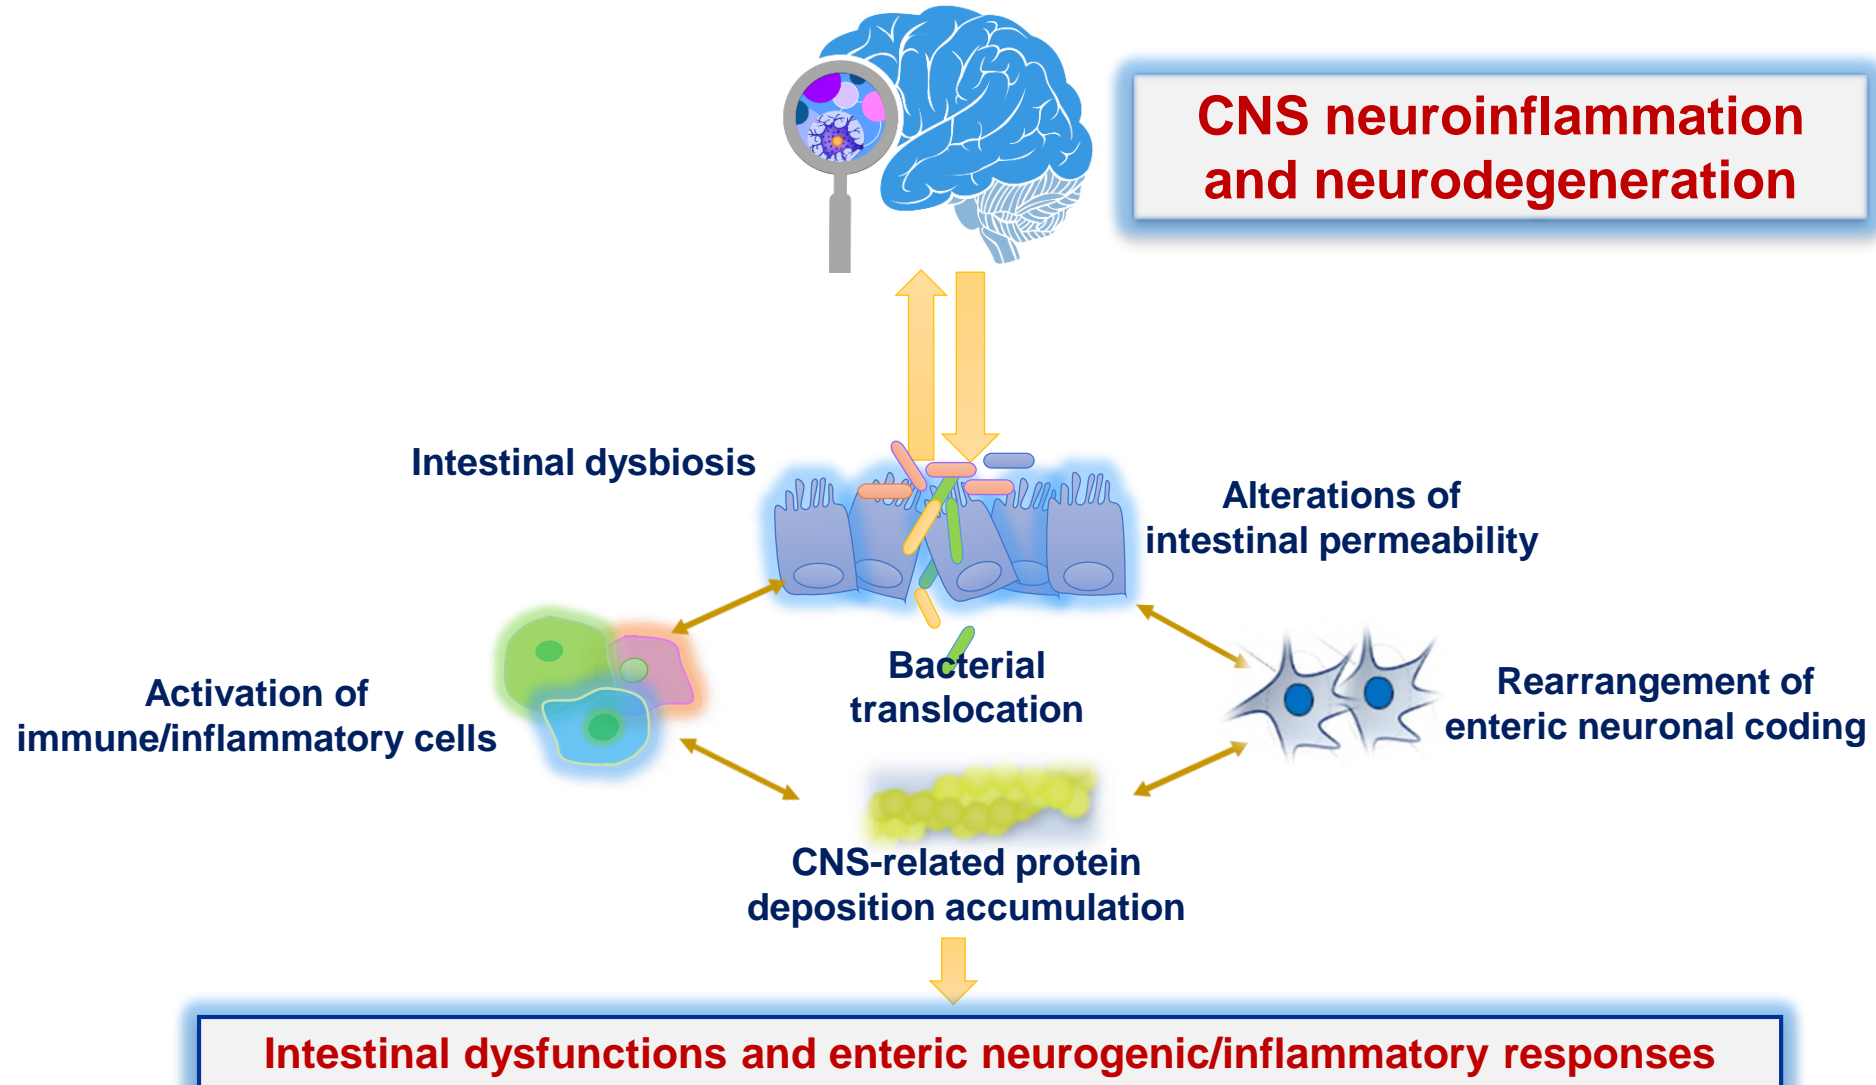 CNS neuroinflammation
and neurodegeneration
Intestinal dysbiosis
Alterations of
intestinal permeability
Activation of
immune/inflammatory cells
Bacterial
translocation
Rearrangement of
enteric neuronal coding
CNS-related protein
deposition accumulation
Intestinal dysfunctions and enteric neurogenic/inflammatory responses